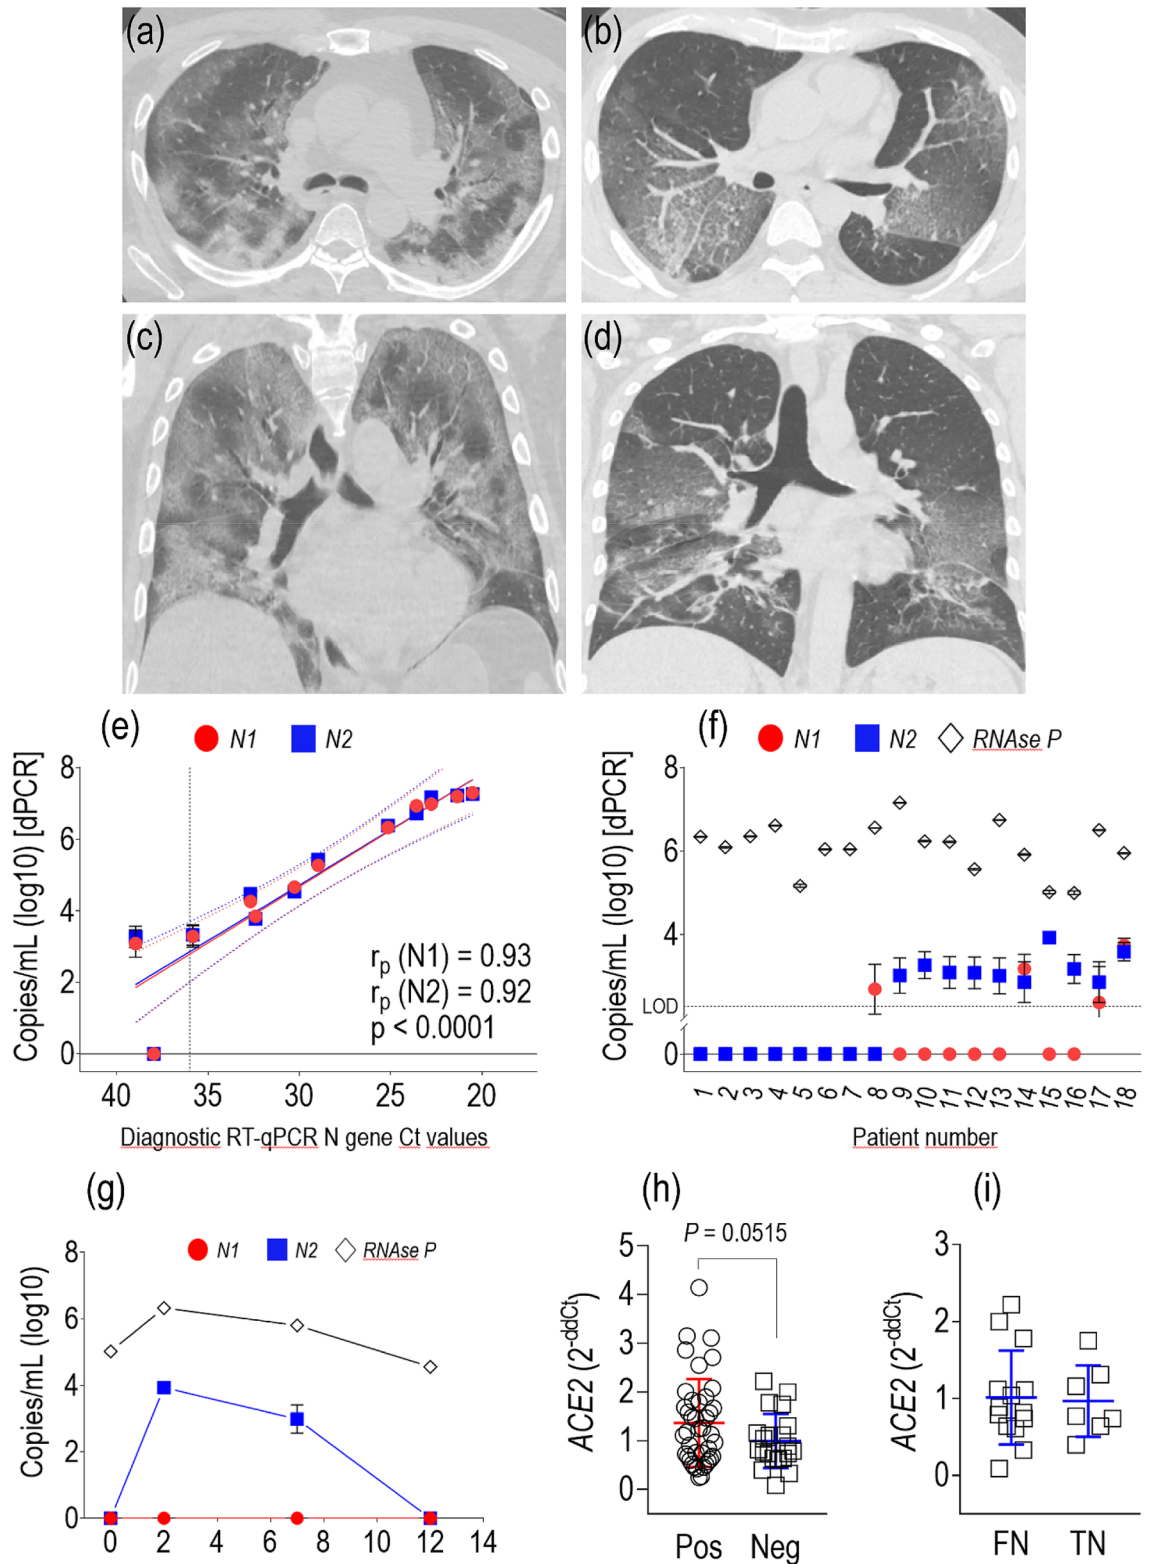 (a)
(b)
(c)
(d)
(e)
N1 N2
Copies/mL (log10) [dPCR]
8
6
4
2
0
rp (N1) = 0.93
rp (N2) = 0.92
p < 0.0001
40 35 30 25 20
Diagnostic RT-qPCR N gene Ct values
(f)
N1 N2 RNAse P
Copies/mL (log10) [dPCR]
8
6
4
LOD
0
1 2 3 4 5 6 7 8 9 10 11 12 13 14 15 16 17 18
Patient number
(g)
N1 N2 RNAse P
Copies/mL (log10)
8
6
4
2
0
0 2 4 6 8 10 12 14
(h)
P = 0.0515
ACE2 (2-ddCt)
5
4
3
2
1
0
Pos Neg
(i)
ACE2 (2-ddCt)
3
2
1
0
FN TN